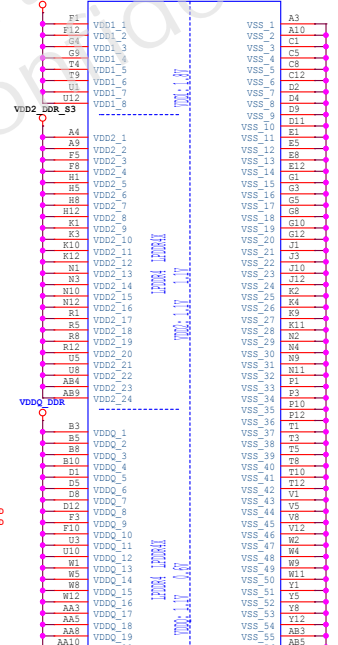 F1 VDD1_1
F12 VDD1_2
G4 VDD1_3
G9 VDD1_4
T4 VDD1_5
T9 VDD1_6
U1 VDD1_7
U12 VDD1_8
VDD2_DDR_S3
A4 VDD2_1
A9 VDD2_2
F5 VDD2_3
F8 VDD2_4
H1 VDD2_5
H5 VDD2_6
H8 VDD2_7
H12 VDD2_8
K1 VDD2_9
K3 VDD2_10
K10 VDD2_11
K12 VDD2_12
N1 VDD2_13
N3 VDD2_14
N10 VDD2_15
N12 VDD2_16
R1 VDD2_17
R5 VDD2_18
R8 VDD2_19
R12 VDD2_20
U5 VDD2_21
U8 VDD2_22
AB4 VDD2_23
AB9 VDD2_24
VDDQ_DDR
B3 VDDQ_1
B5 VDDQ_2
B8 VDDQ_3
B10 VDDQ_4
D1 VDDQ_5
D5 VDDQ_6
D8 VDDQ_7
D12 VDDQ_8
F3 VDDQ_9
F10 VDDQ_10
U3 VDDQ_11
U10 VDDQ_12
W1 VDDQ_13
W5 VDDQ_14
W8 VDDQ_15
W12 VDDQ_16
AA3 VDDQ_17
AA5 VDDQ_18
AA8 VDDQ_19
AA10
VSS_1 A3
VSS_2 A10
VSS_3 C1
VSS_4 C5
VSS_5 C8
VSS_6 C12
VSS_7 D2
VSS_8 D4
VSS_9 D9
VSS_10 D11
VSS_11 E1
VSS_12 E5
VSS_13 E8
VSS_14 E12
VSS_15 G1
VSS_16 G3
VSS_17 G5
VSS_18 G8
VSS_19 G10
VSS_20 G12
VSS_21 J1
VSS_22 J3
VSS_23 J10
VSS_24 J12
VSS_25 K2
VSS_26 K4
VSS_27 K9
VSS_28 K11
VSS_29 N2
VSS_30 N4
VSS_31 N9
VSS_32 N11
VSS_33 P1
VSS_34 P3
VSS_35 P10
VSS_36 P12
VSS_37 T1
VSS_38 T3
VSS_39 T5
VSS_40 T8
VSS_41 T10
VSS_42 T12
VSS_43 V1
VSS_44 V5
VSS_45 V8
VSS_46 V12
VSS_47 W2
VSS_48 W4
VSS_49 W9
VSS_50 W11
VSS_51 Y1
VSS_52 Y5
VSS_53 Y8
VSS_54 Y12
VSS_55 AB3
AB5